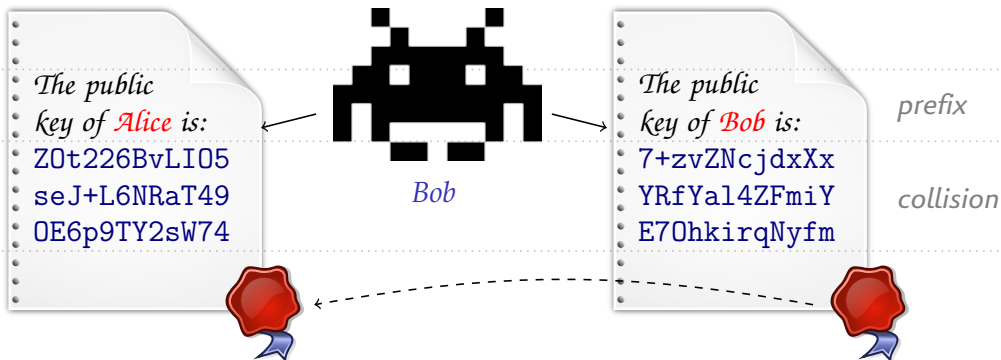 The public
key of Alice is:
ZOt226BvLIO5
seJ+L6NRaT49
OE6p9TY2sW74
Bob
The public
key of Bob is:
7+zvZNcjdxXx
YRfYal4ZFmiY
E7OhkirqNyfm
prefix
collision